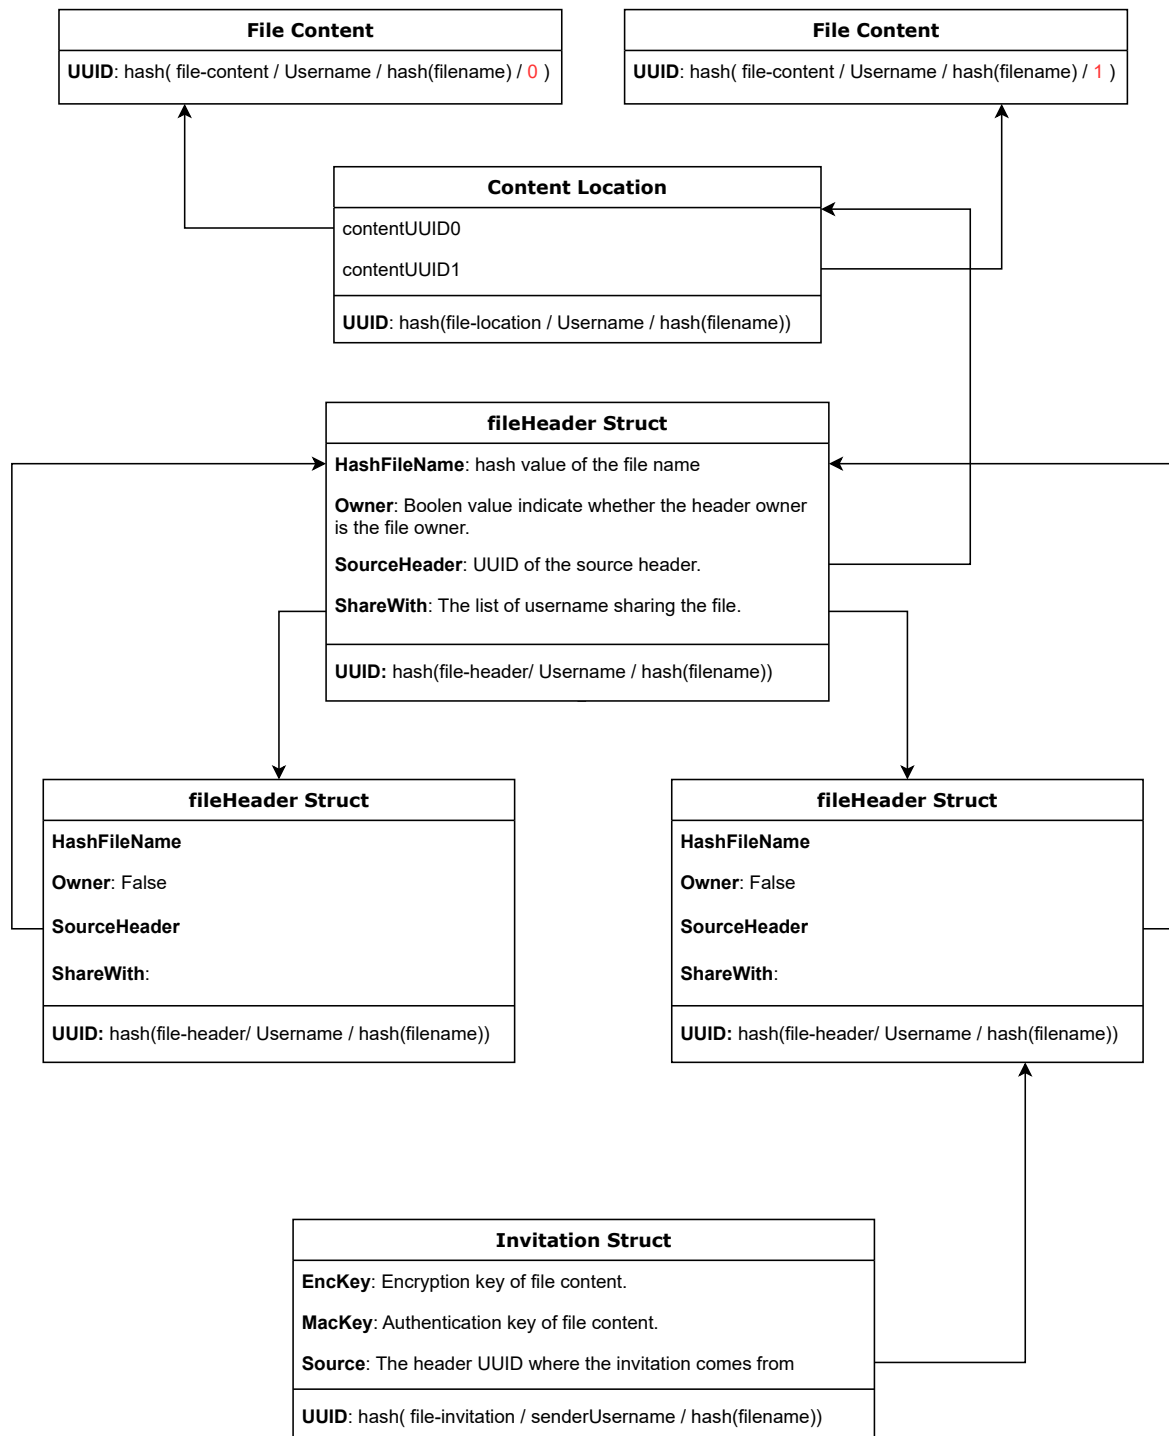 File Content
UUID: hash( file-content / Username / hash(filename) / 0 )
File Content
UUID: hash( file-content / Username / hash(filename) / 1 )
Content Location
contentUUID0
contentUUID1
UUID: hash(file-location / Username / hash(filename))
fileHeader Struct
HashFileName: hash value of the file name
Owner: Boolen value indicate whether the header owner
is the file owner.
SourceHeader: UUID of the source header.
ShareWith: The list of username sharing the file.
UUID: hash(file-header/ Username / hash(filename))
fileHeader Struct
HashFileName
Owner: False
SourceHeader
ShareWith:
UUID: hash(file-header/ Username / hash(filename))
fileHeader Struct
HashFileName
Owner: False
SourceHeader
ShareWith:
UUID: hash(file-header/ Username / hash(filename))
Invitation Struct
EncKey: Encryption key of file content.
MacKey: Authentication key of file content.
Source: The header UUID where the invitation comes from
UUID: hash( file-invitation / senderUsername / hash(filename))